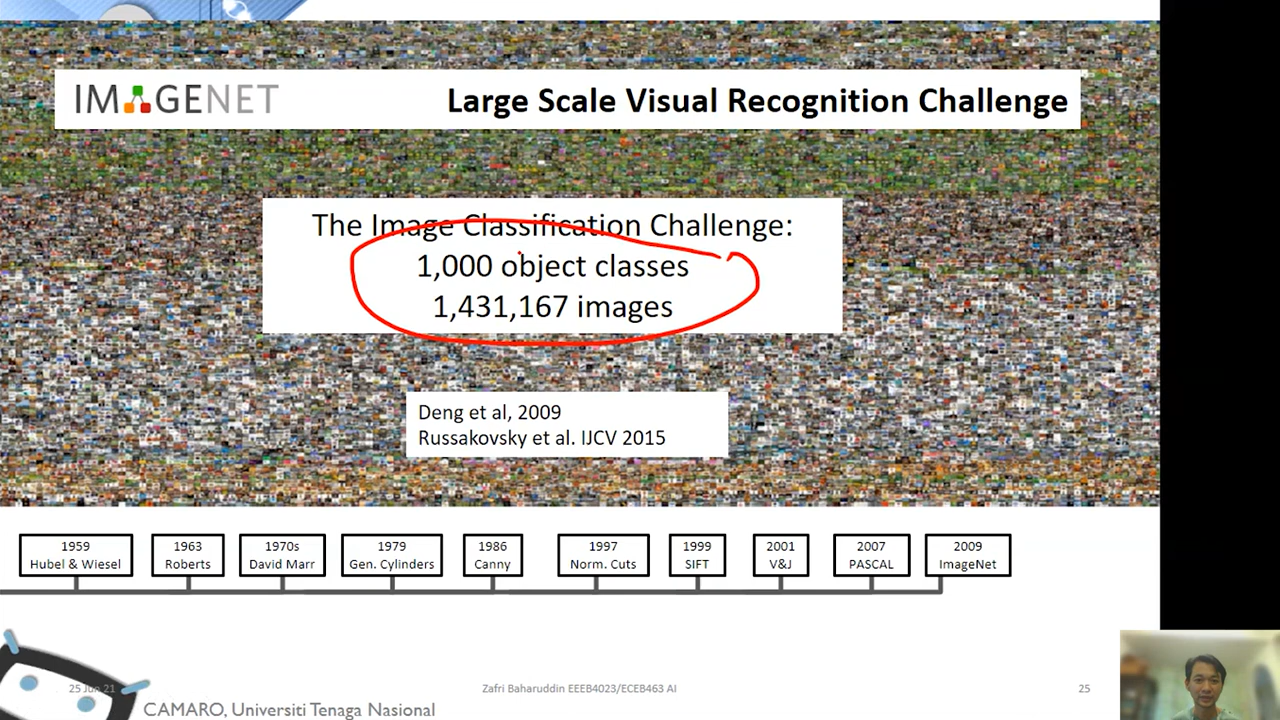 IMAGENET
Large Scale Visual Recognition Challenge
The Image Classification Challenge:
1,000 object classes
1,431,167 images
Deng et al, 2009
Russakovsky et al. IJCV 2015
1959
Hubel & Wiesel
1963
Roberts
1970s
David Marr
1979
Gen. Cylinders
1986
Canny
1997
Norm. Cuts
1999
SIFT
2001
V&J
2007
PASCAL
2009
ImageNet
25 Jun 21
Zafri Baharuddin EEEB4023/ECEB463 AI
25
CAMARO, Universiti Tenaga Nasional